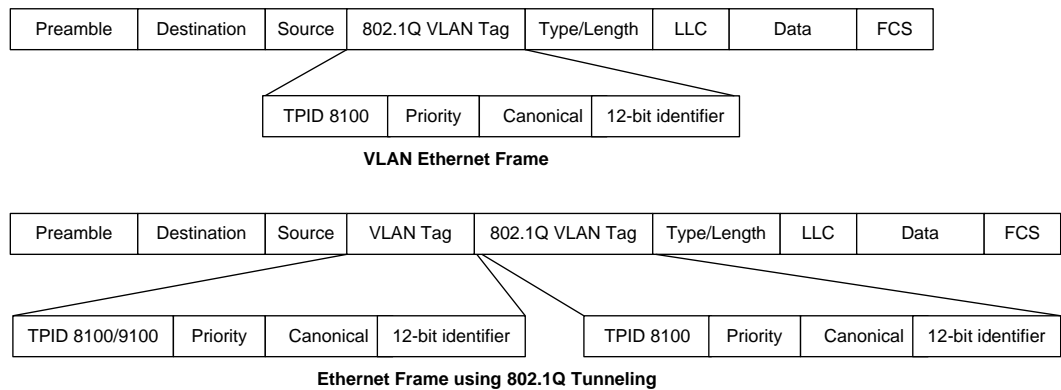 Preamble Destination Source 802.1Q VLAN Tag Type/Length LLC Data FCS
TPID 8100 Priority Canonical 12-bit identifier
VLAN Ethernet Frame
Preamble Destination Source VLAN Tag 802.1Q VLAN Tag Type/Length LLC Data FCS
TPID 8100/9100 Priority Canonical 12-bit identifier TPID 8100 Priority Canonical 12-bit identifier
Ethernet Frame using 802.1Q Tunneling